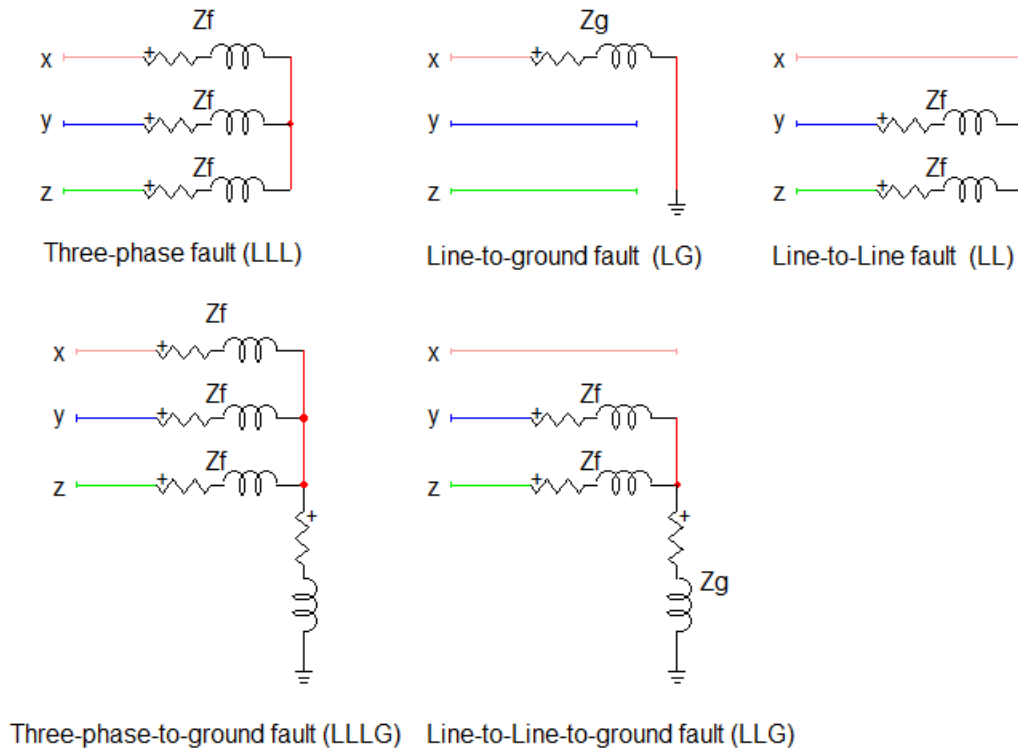 Zf
x +
Zf
y +
Zf
z +
Three-phase fault (LLL)
Zg
x +
y
z
Line-to-ground fault (LG)
x
Zf
y +
Zf
z +
Line-to-Line fault (LL)
Zf
x +
Zf
y +
Zf
z +
+
Three-phase-to-ground fault (LLLG)
x
Zf
y +
Zf
z +
+
Zg
Line-to-Line-to-ground fault (LLG)